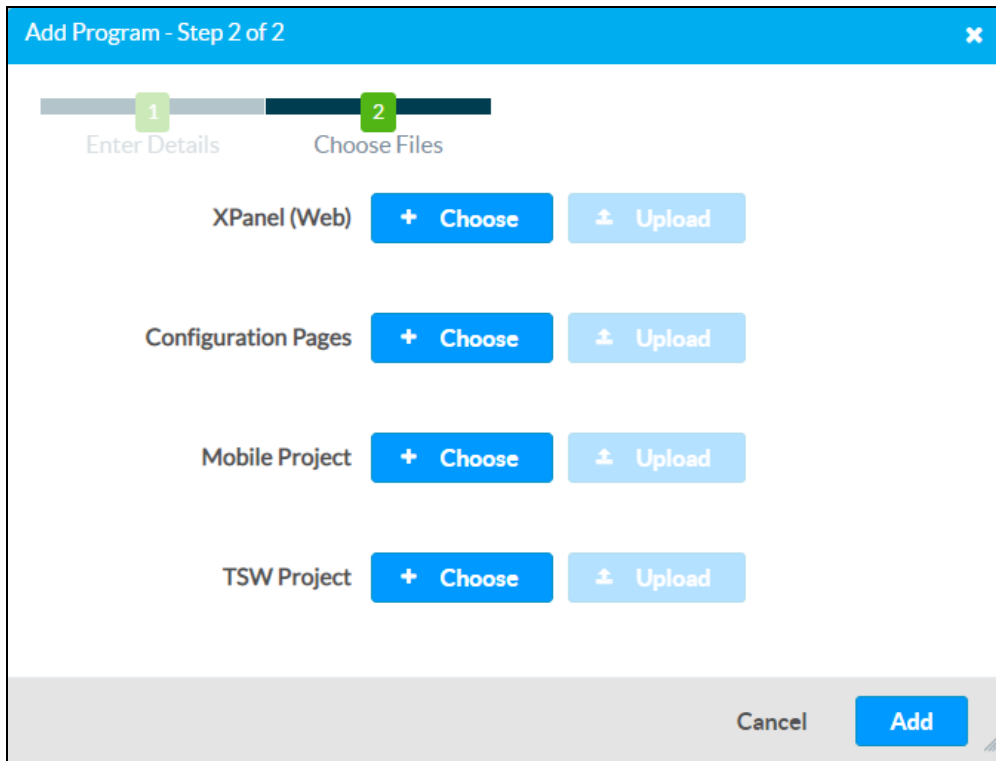 Add Program - Step 2 of 2
1 2
Enter Details Choose Files
XPanel (Web) + Choose Upload
Configuration Pages + Choose Upload
Mobile Project + Choose Upload
TSW Project + Choose Upload
Cancel Add